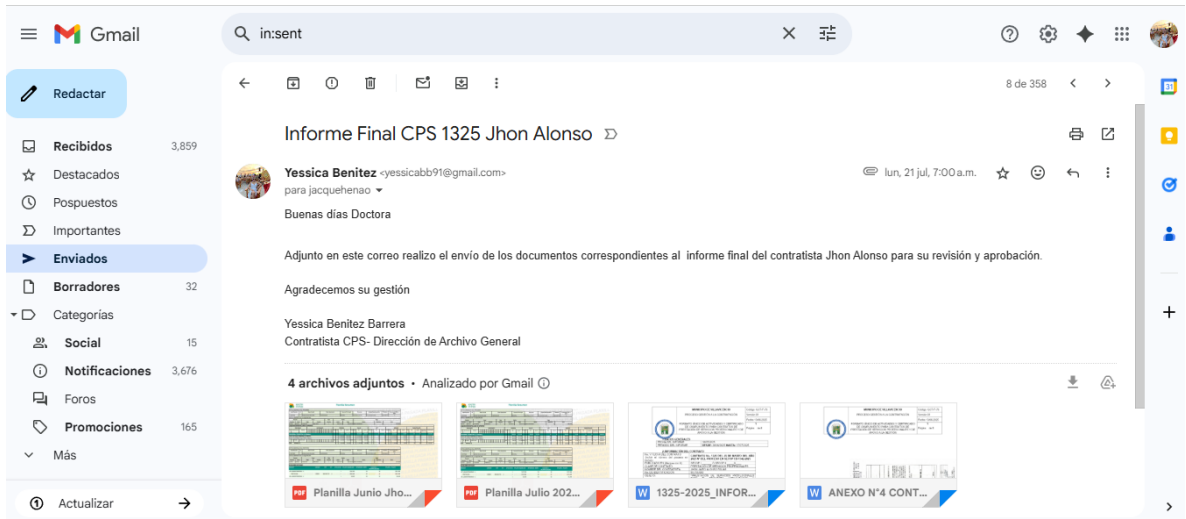 Gmail
in:sent
Redactar
8 de 358
Informe Final CPS 1325 Jhon Alonso
Recibidos 3,859
Destacados
Pospuestos
Importantes
Enviados
Borradores 32
Categorías
Social 15
Notificaciones 3,676
Foros
Promociones 165
Más
Actualizar
Yessica Benitez <yessicabb91@gmail.com>
lun, 21 jul, 7:00 a.m.
para jacquehenao
Buenas días Doctora
Adjunto en este correo realizo el envío de los documentos correspondientes al informe final del contratista Jhon Alonso para su revisión y aprobación.
Agradecemos su gestión
Yessica Benitez Barrera
Contratista CPS- Dirección de Archivo General
4 archivos adjuntos • Analizado por Gmail
PDF Planilla Junio Jho...
PDF Planilla Julio 202...
W 1325-2025_INFOR...
W ANEXO N°4 CONT...
31